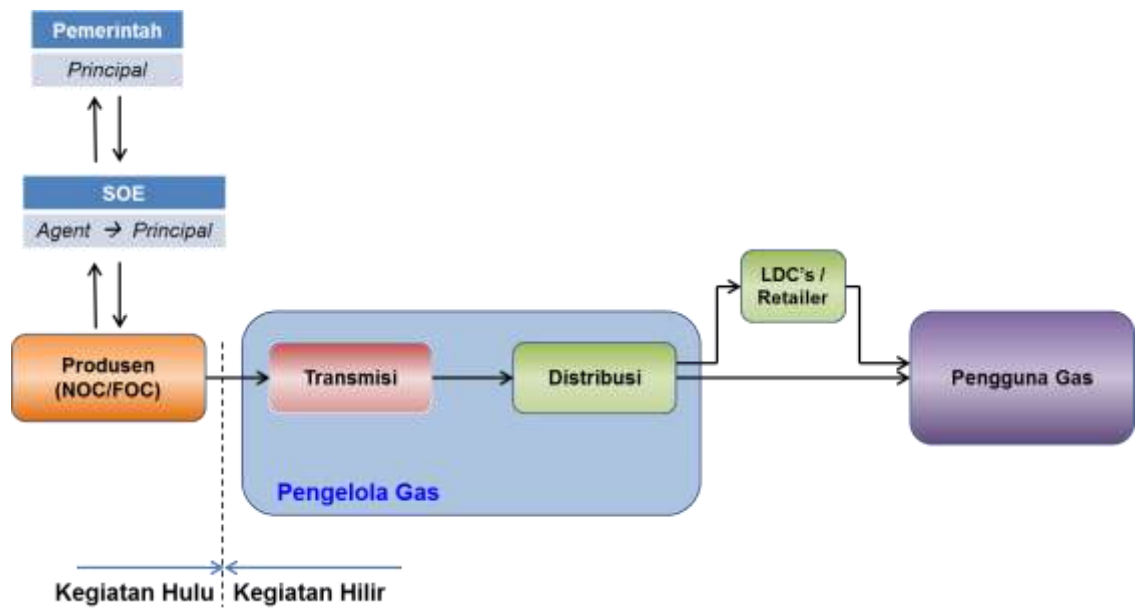 Pemerintah
Principal
SOE
Agent → Principal
Produsen
(NOC/FOC)
Transmisi
Distribusi
LDC's /
Retailer
Pengguna Gas
Pengelola Gas
Kegiatan Hulu
Kegiatan Hilir